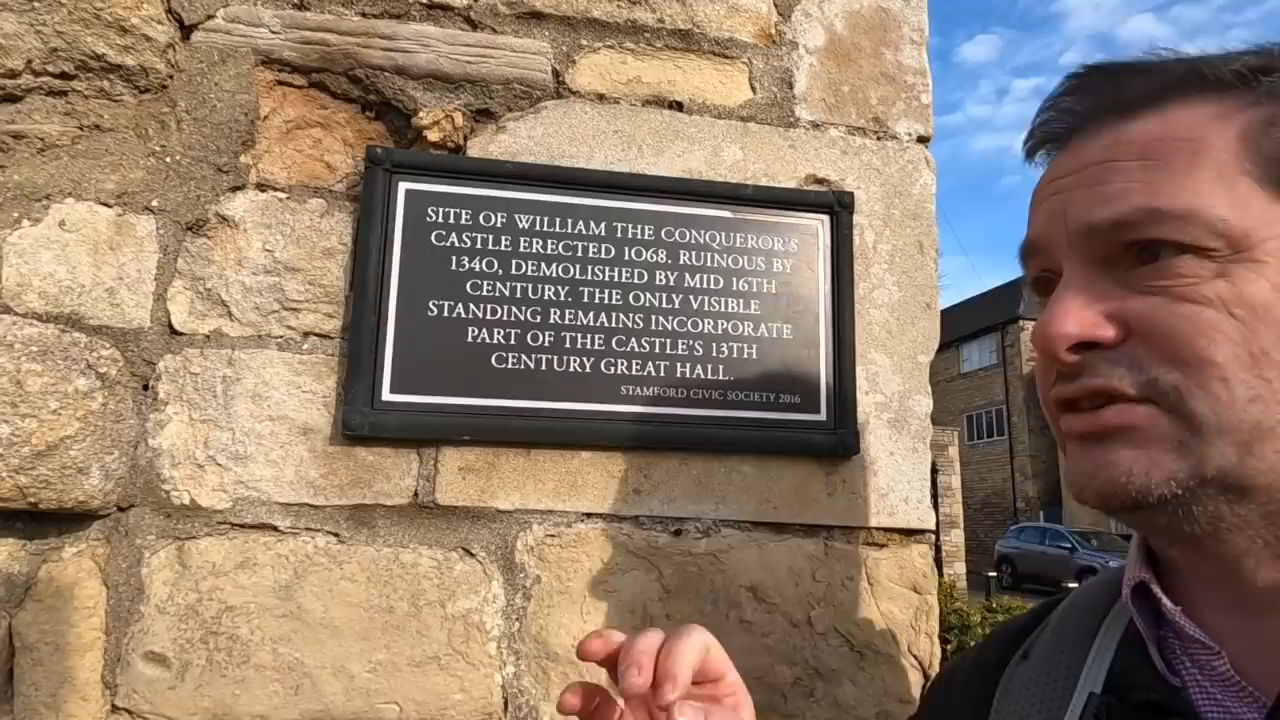 SITE OF WILLIAM THE CONQUEROR'S
CASTLE ERECTED 1068. RUINOUS BY
1340, DEMOLISHED BY MID 16TH
CENTURY. THE ONLY VISIBLE
STANDING REMAINS INCORPORATE
PART OF THE CASTLE'S 13TH
CENTURY GREAT HALL.
STAMFORD CIVIC SOCIETY 2016